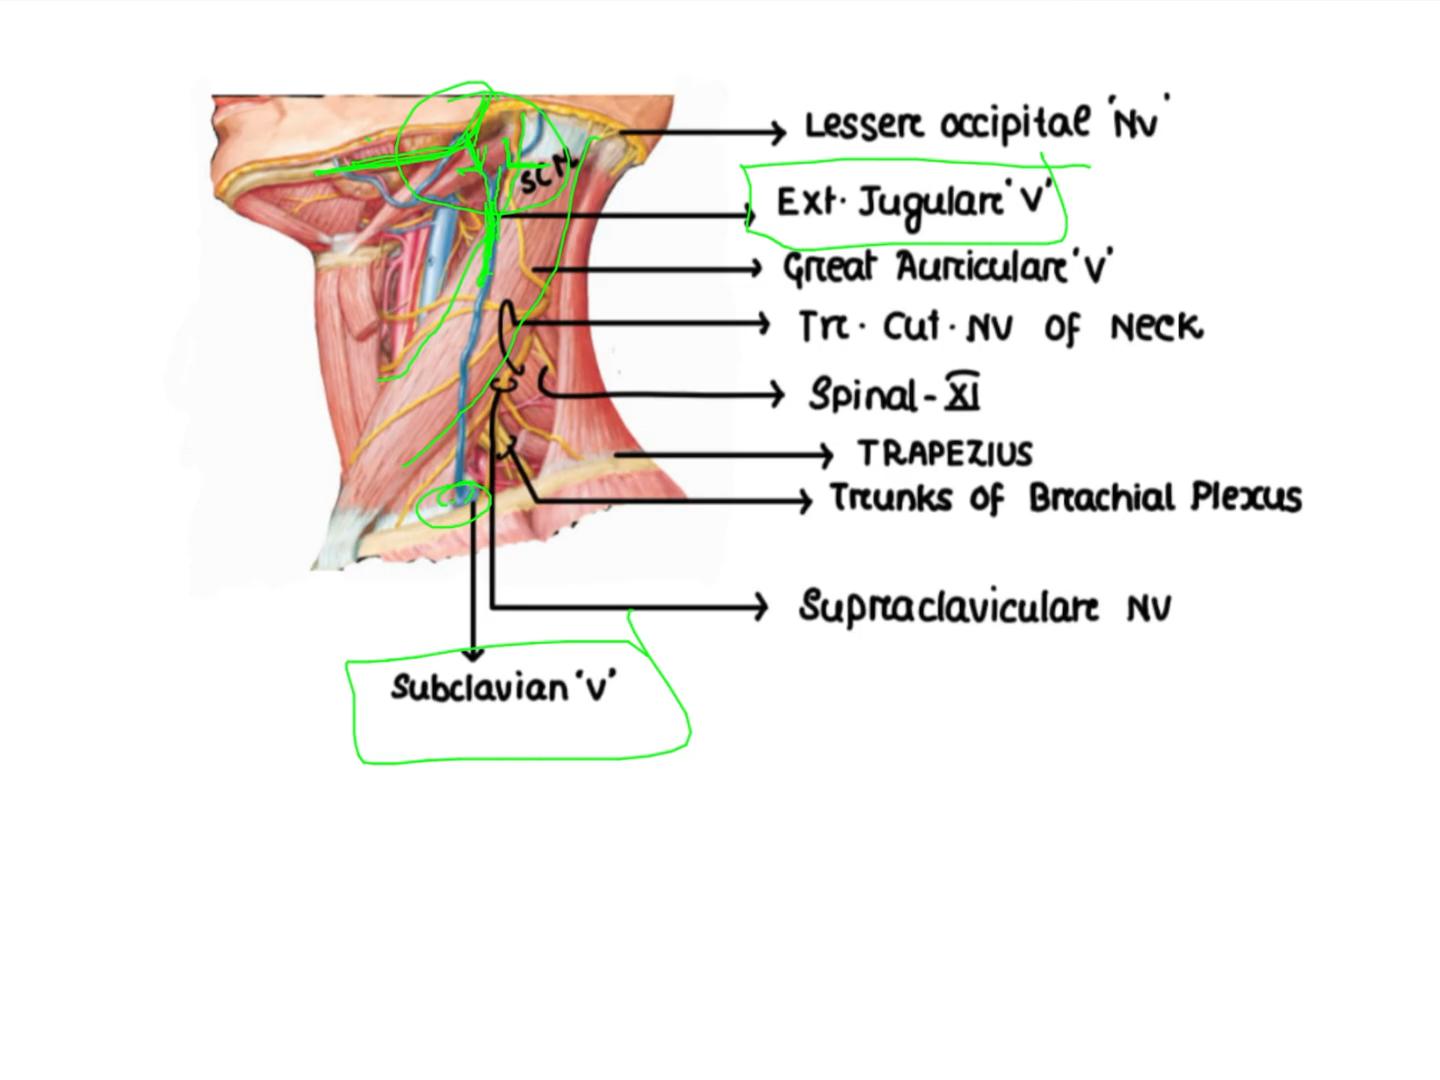 Lesser occipital 'Nv'
SCM
Ext. Jugular 'V'
Great Auricular 'V'
Tr. Cut. Nv of Neck
Spinal-XI
TRAPEZIUS
Trunks of Brachial Plexus
Supraclavicular Nv
Subclavian 'V'